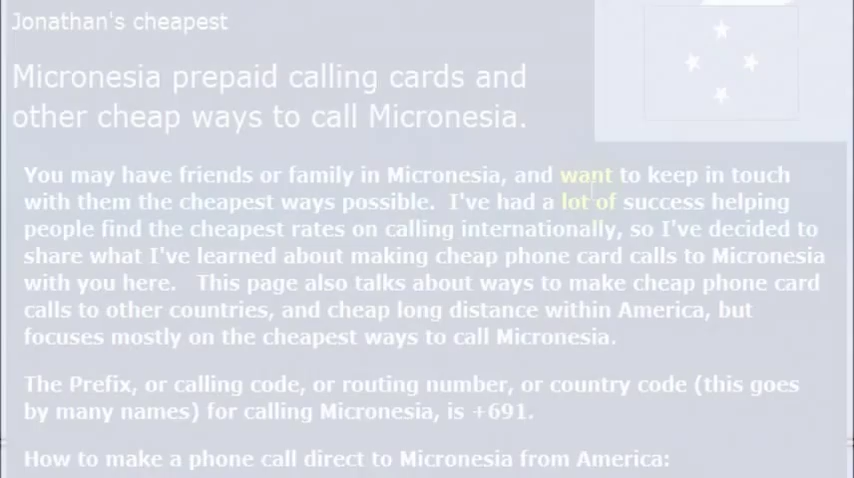 Jonathan's cheapest
Micronesia prepaid calling cards and
other cheap ways to call Micronesia.
You may have friends or family in Micronesia, and want to keep in touch
with them the cheapest ways possible. I've had a lot of success helping
people find the cheapest rates on calling internationally, so I've decided to
share what I've learned about making cheap phone card calls to Micronesia
with you here. This page also talks about ways to make cheap phone card
calls to other countries, and cheap long distance within America, but
focuses mostly on the cheapest ways to call Micronesia.
The Prefix, or calling code, or routing number, or country code (this goes
by many names) for calling Micronesia, is +691.
How to make a phone call direct to Micronesia from America: